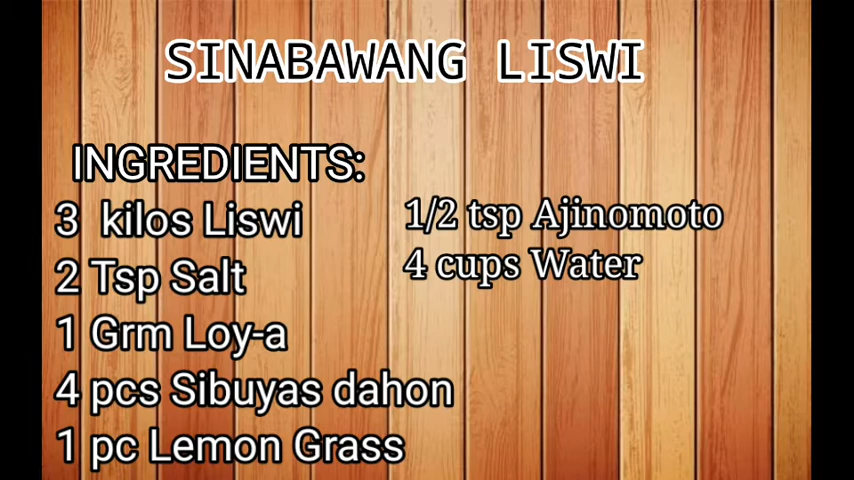 SINABAWANG LISWI
INGREDIENTS:
3 kilos Liswi
2 Tsp Salt
1 Grm Loy-a
4 pcs Sibuyas dahon
1 pc Lemon Grass
1/2 tsp Ajinomoto
4 cups Water